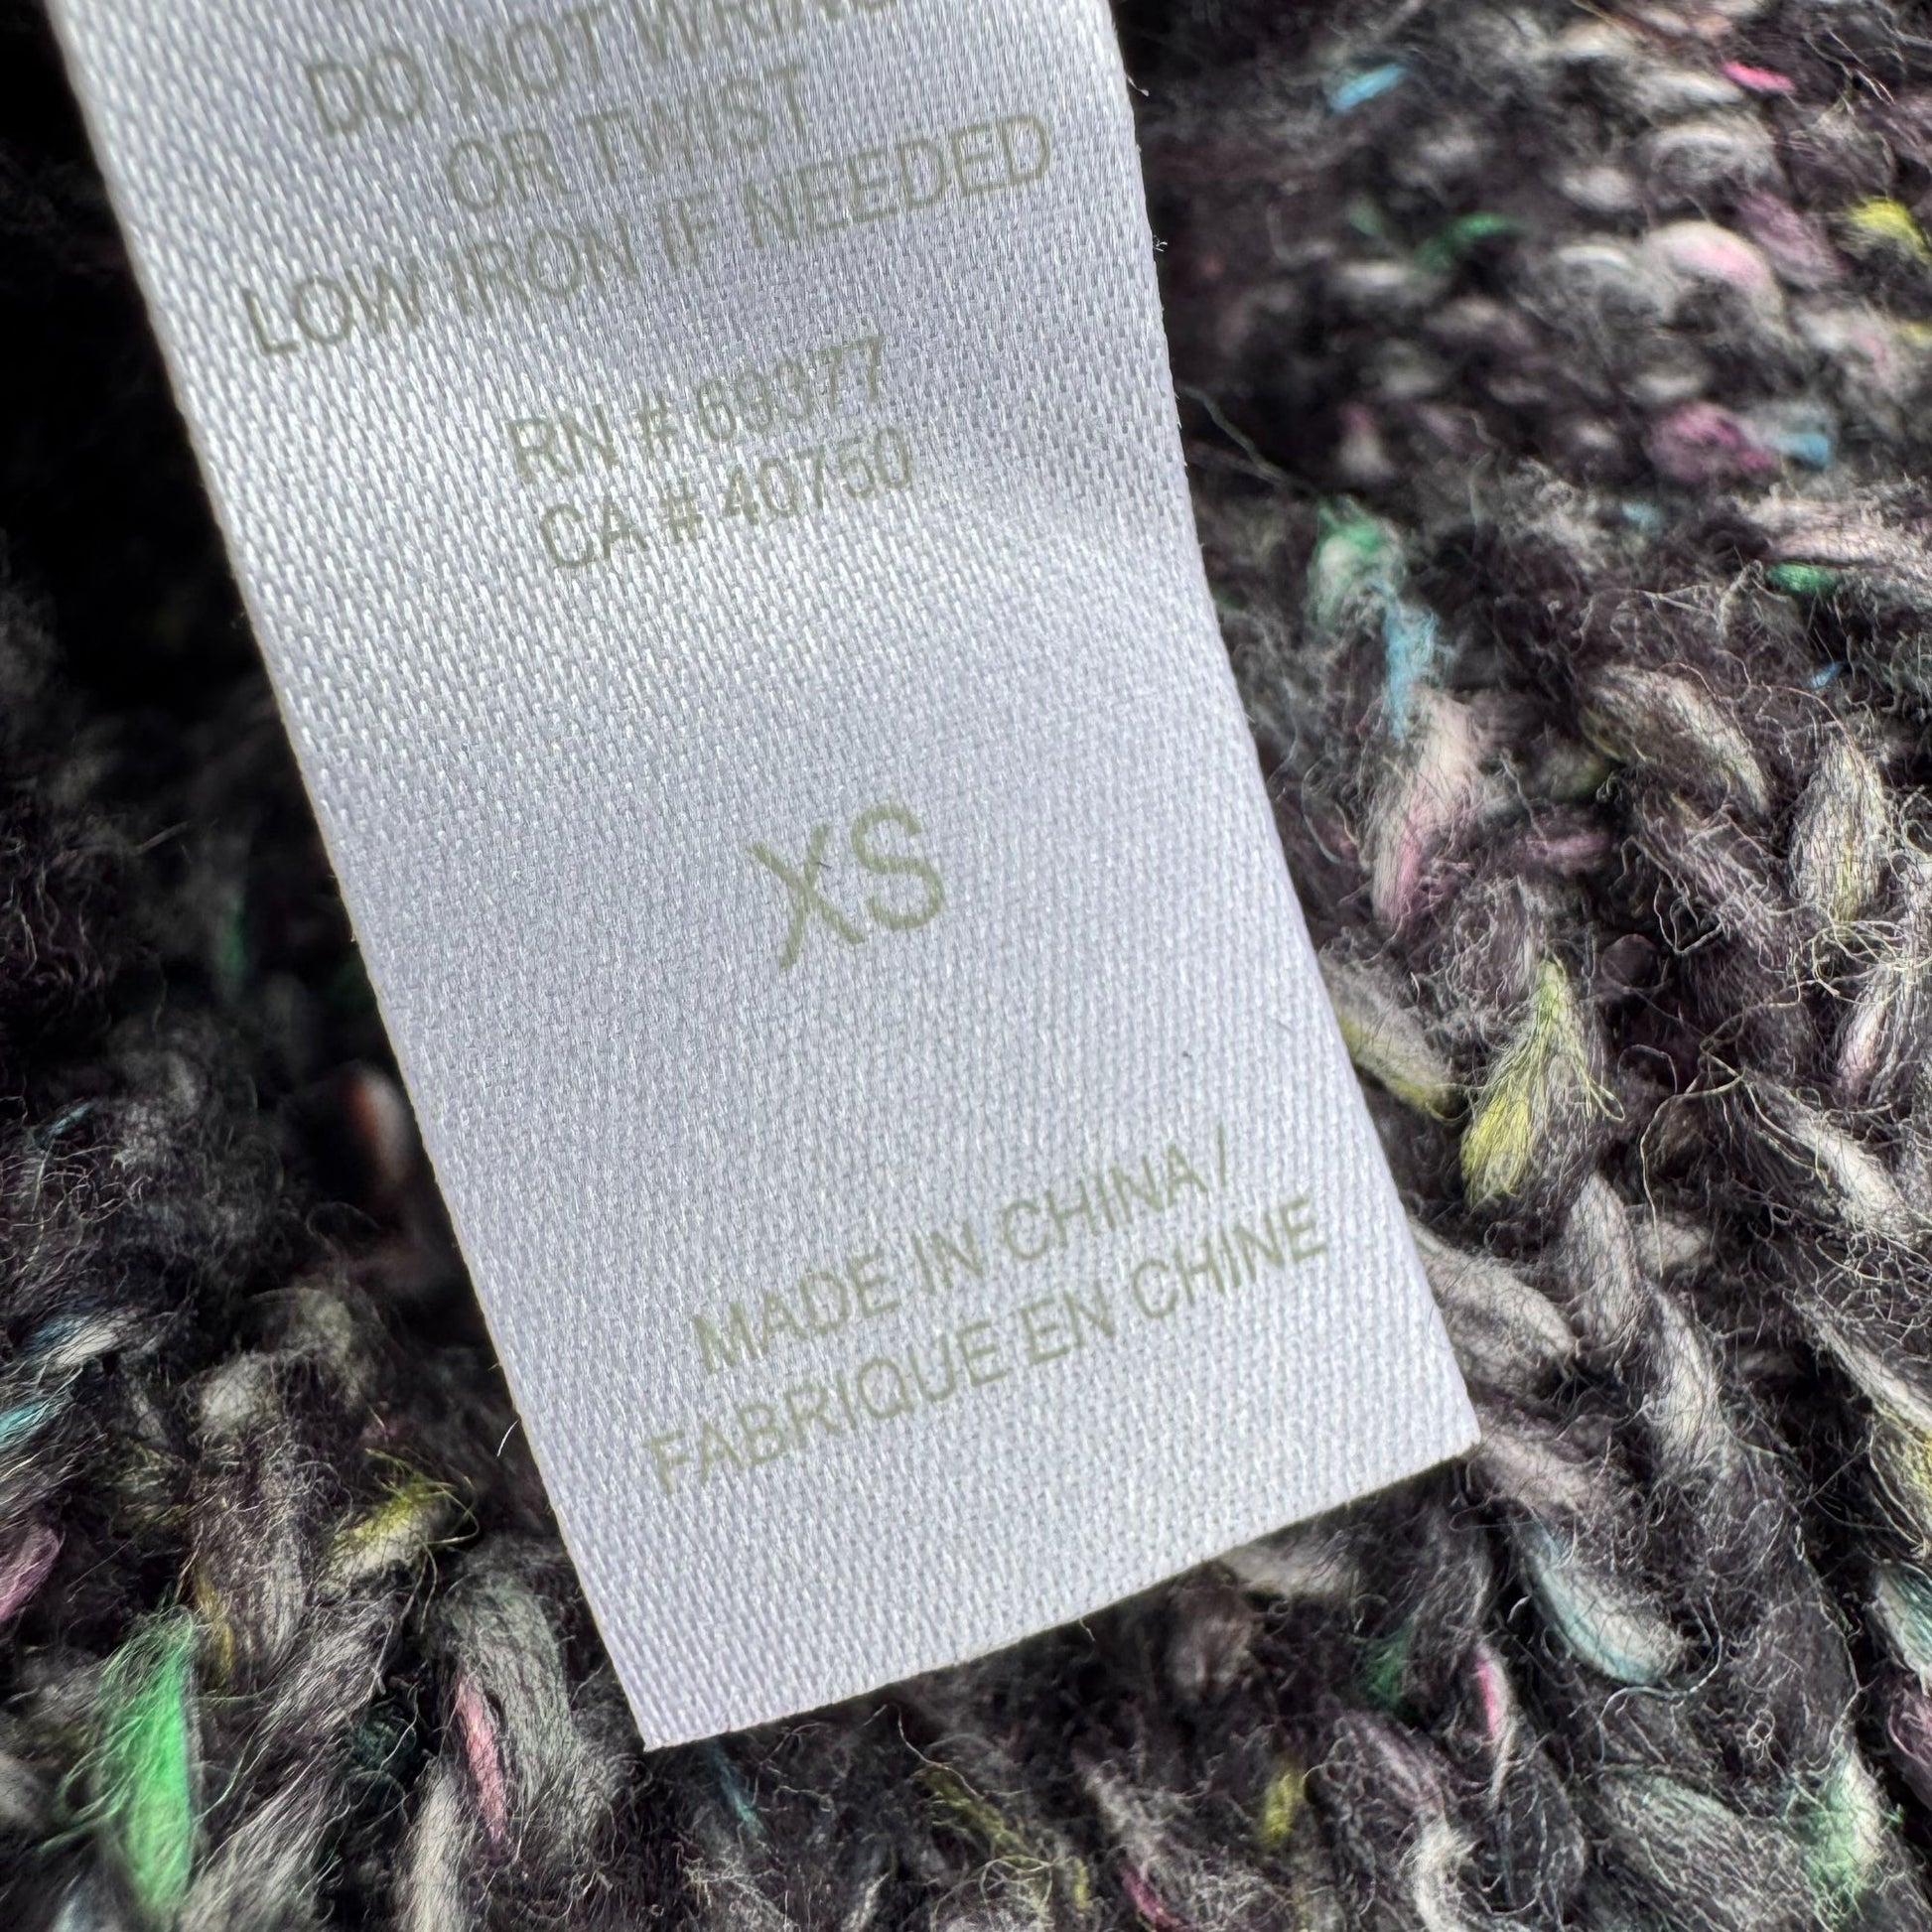 DO NOT WRING
OR TWIST
LOW IRON IF NEEDED
RN # 69377
CA # 40750
XS
MADE IN CHINA /
FABRIQUE EN CHINE